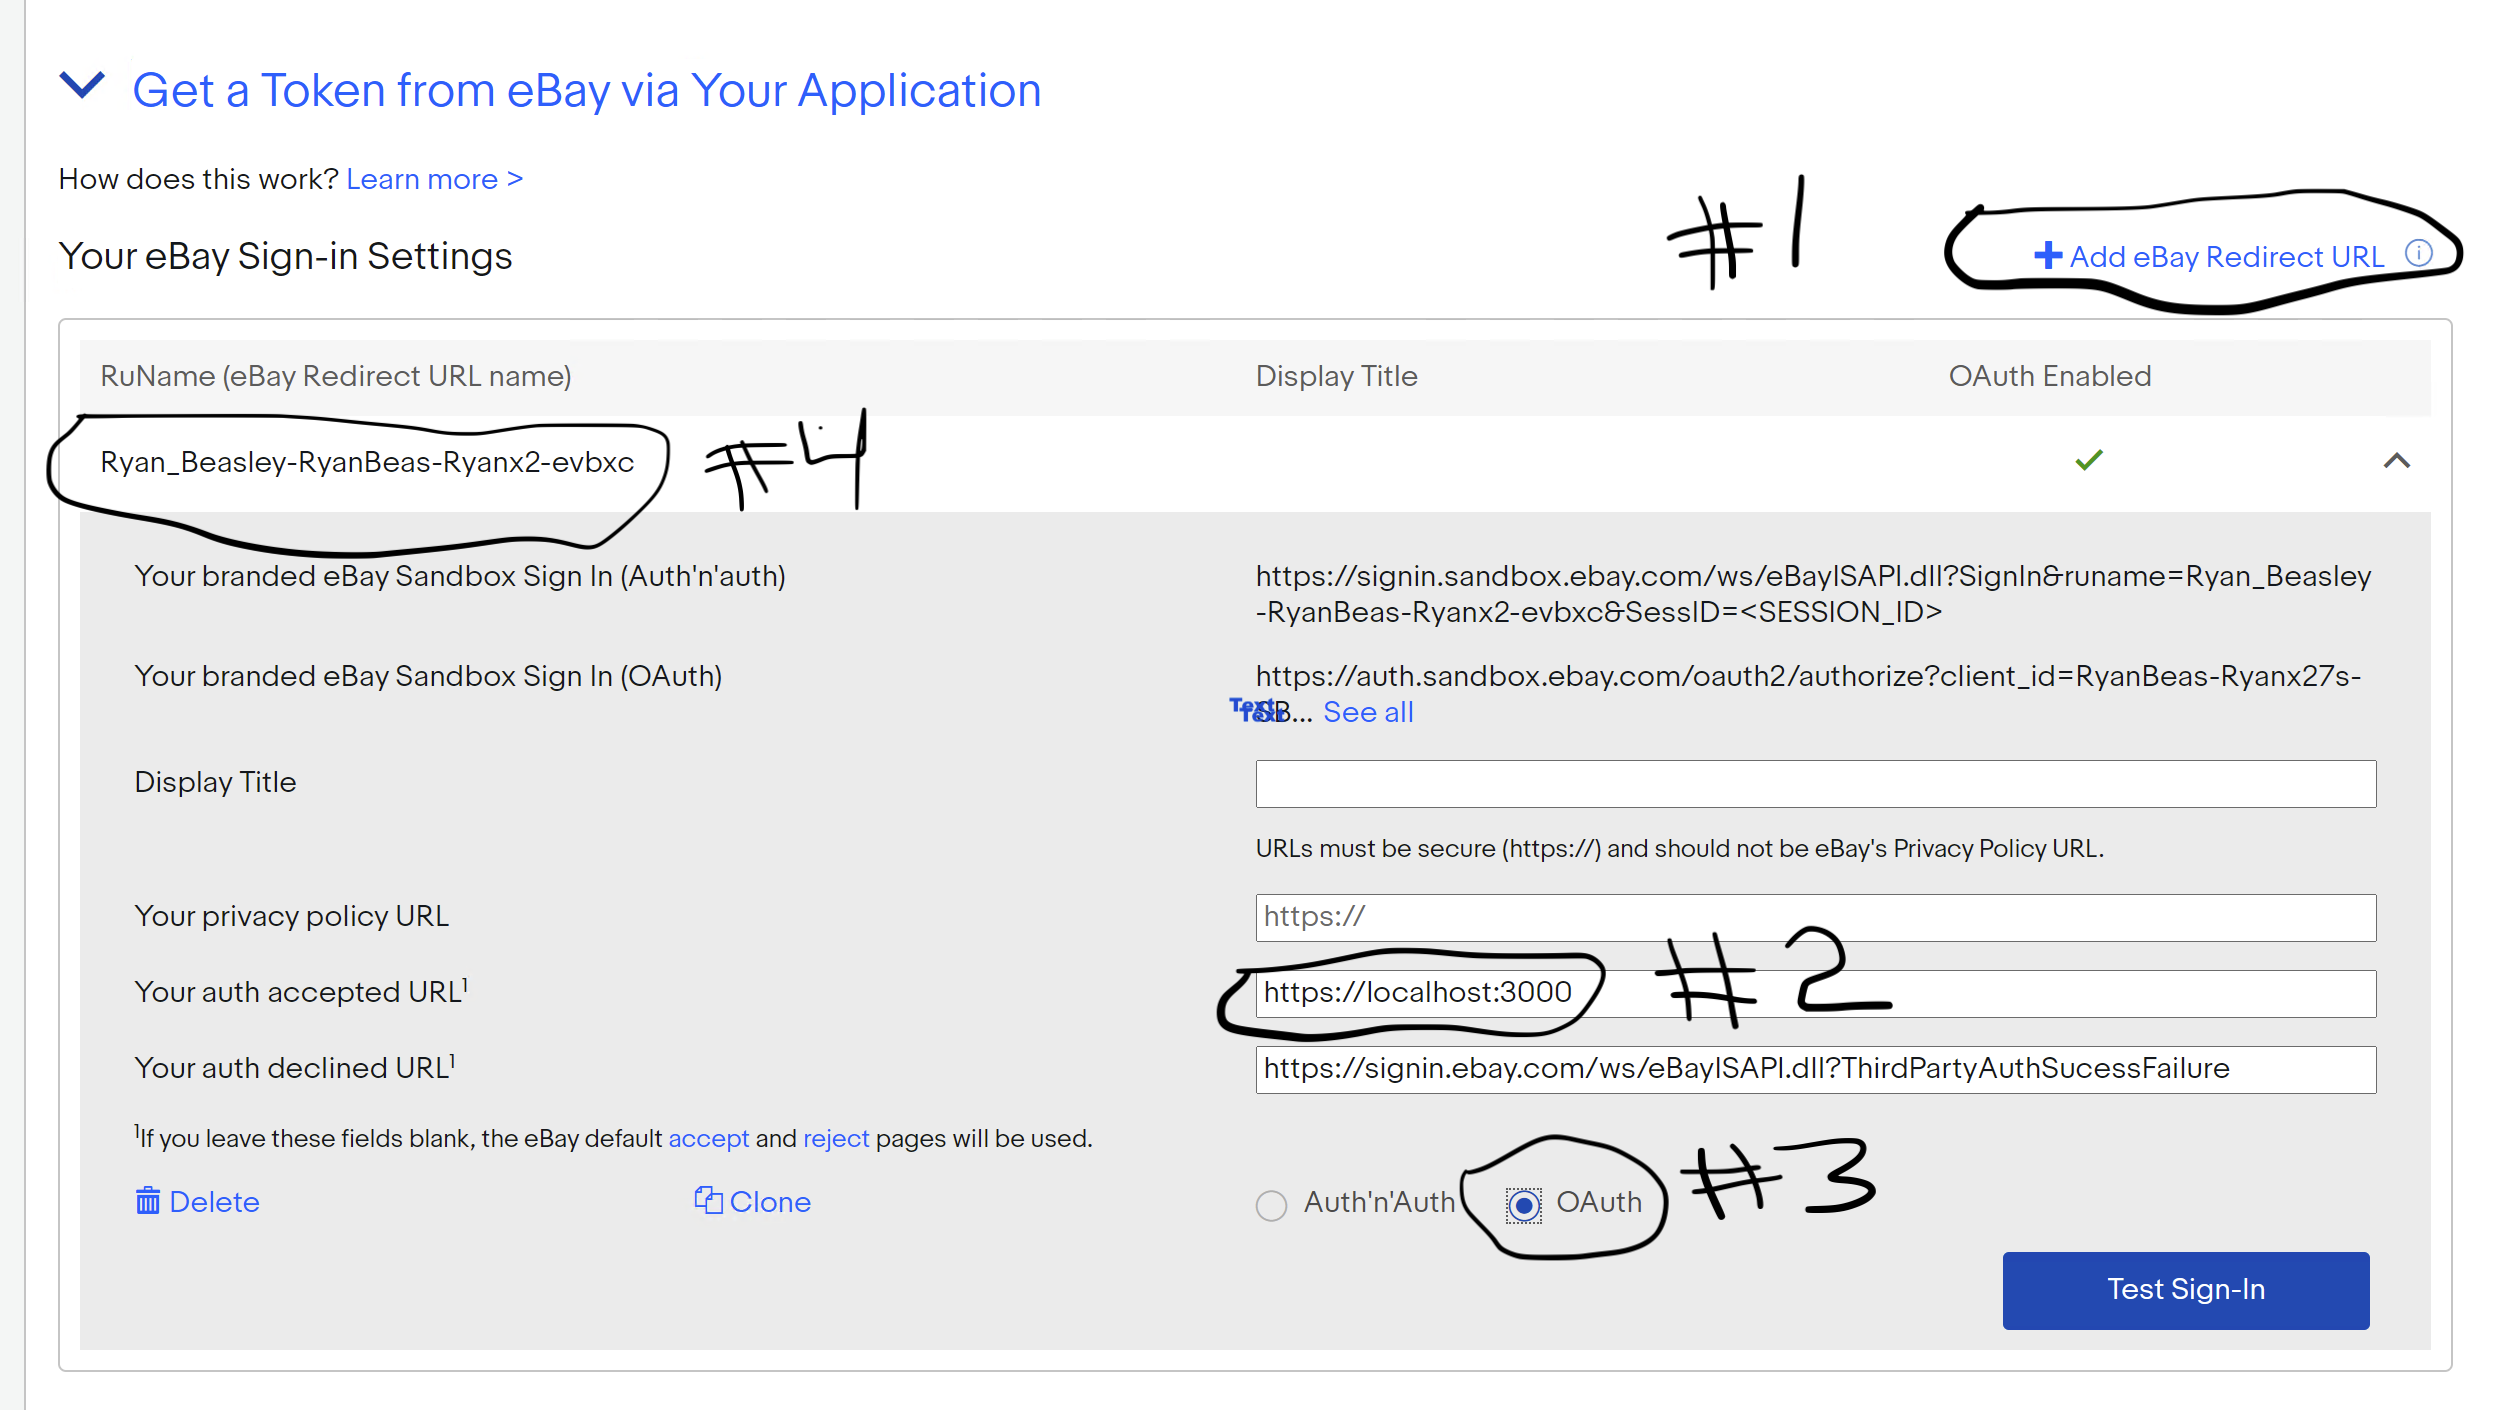 Get a Token from eBay via Your Application
How does this work? Learn more >
#1
Your eBay Sign-in Settings
Add eBay Redirect URL
RuName (eBay Redirect URL name) Display Title OAuth Enabled
Ryan_Beasley-RyanBeas-Ryanx2-evbxc #4
Your branded eBay Sandbox Sign In (Auth'n'auth) https://signin.sandbox.ebay.com/ws/eBayISAPI.dll?SignIn&runame=Ryan_Beasley
-RyanBeas-Ryanx2-evbxc&SessID=<SESSION_ID>
Your branded eBay Sandbox Sign In (OAuth) https://auth.sandbox.ebay.com/oauth2/authorize?client_id=RyanBeas-Ryanx27s-
Text
Text
SB... See all
Display Title
URLs must be secure (https://) and should not be eBay's Privacy Policy URL.
Your privacy policy URL https://
Your auth accepted URL¹ https://localhost:3000 #2
Your auth declined URL¹ https://signin.ebay.com/ws/eBayISAPI.dll?ThirdPartyAuthSucessFailure
¹If you leave these fields blank, the eBay default accept and reject pages will be used.
Delete Clone Auth'n'Auth OAuth #3
Test Sign-In